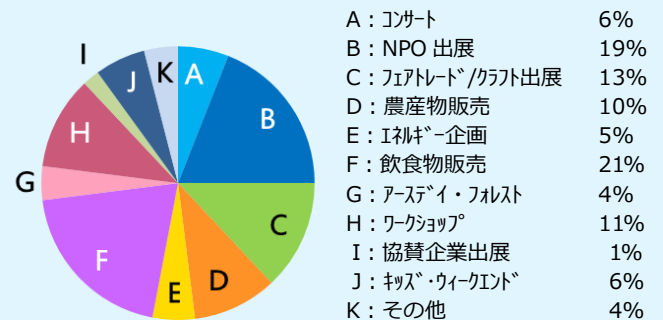 A：ｺﾝｻｰﾄ 6%
B：NPO 出展 19%
C：ﾌｪｱﾄﾚｰﾄﾞ/ｸﾗﾌﾄ出展 13%
D：農産物販売 10%
E：ｴﾈﾙｷﾞｰ企画 5%
F：飲食物販売 21%
G：ｱｰｽﾃﾞｲ・ﾌｫﾚｽﾄ 4%
H：ﾜｰｸｼｮｯﾌﾟ 11%
I：協賛企業出展 1%
J：ｷｯｽﾞ･ｳｨｰｸｴﾝﾄﾞ 6%
K：その他 4%
A
B
C
D
E
F
G
H
I
J
K